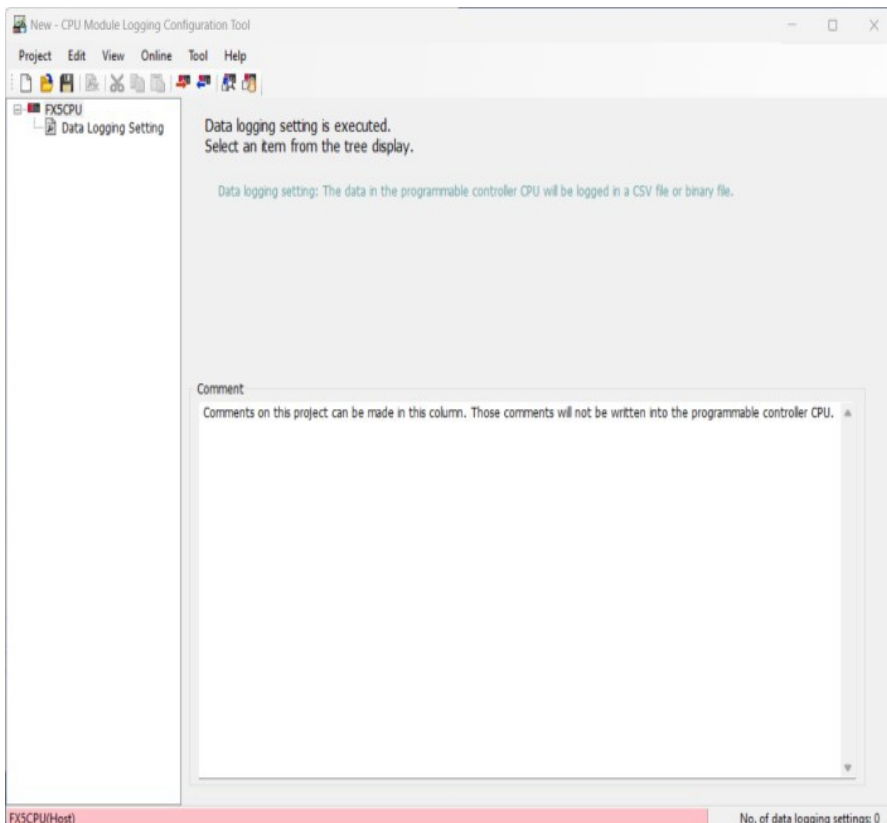 New - CPU Module Logging Configuration Tool
Project Edit View Online Tool Help
FX5CPU
Data Logging Setting
Data logging setting is executed.
Select an item from the tree display.
Data logging setting: The data in the programmable controller CPU will be logged in a CSV file or binary file.
Comment
Comments on this project can be made in this column. Those comments will not be written into the programmable controller CPU.
FX5CPU(Host)
No. of data logging settings: 0